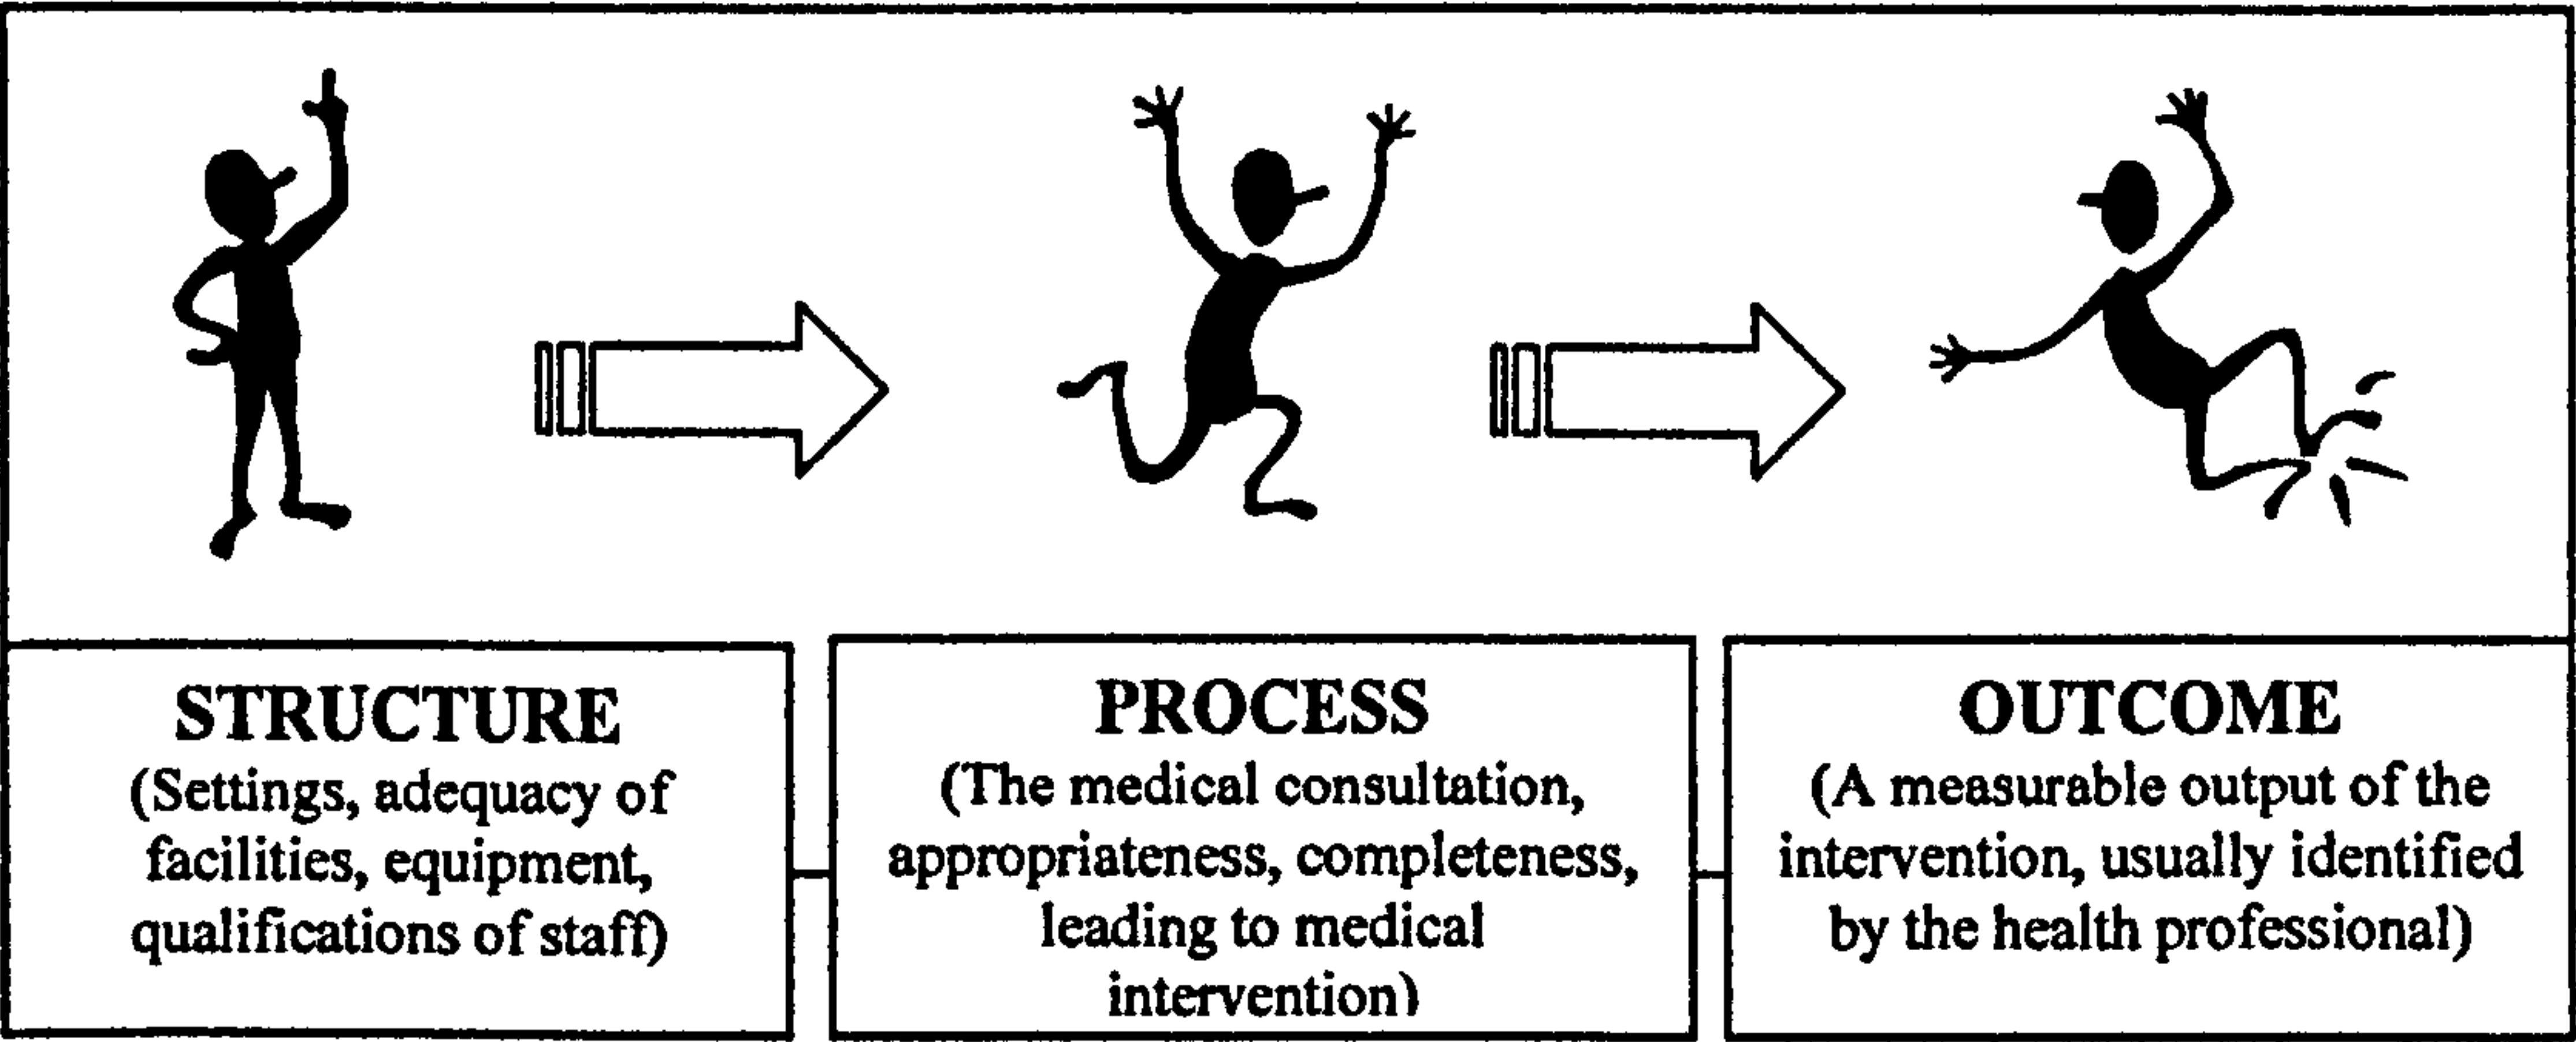 STRUCTURE
(Settings, adequacy of
facilities, equipment,
qualifications of staff)
PROCESS
(The medical consultation,
appropriateness, completeness,
leading to medical
intervention)
OUTCOME
(A measurable output of the
intervention, usually identified
by the health professional)